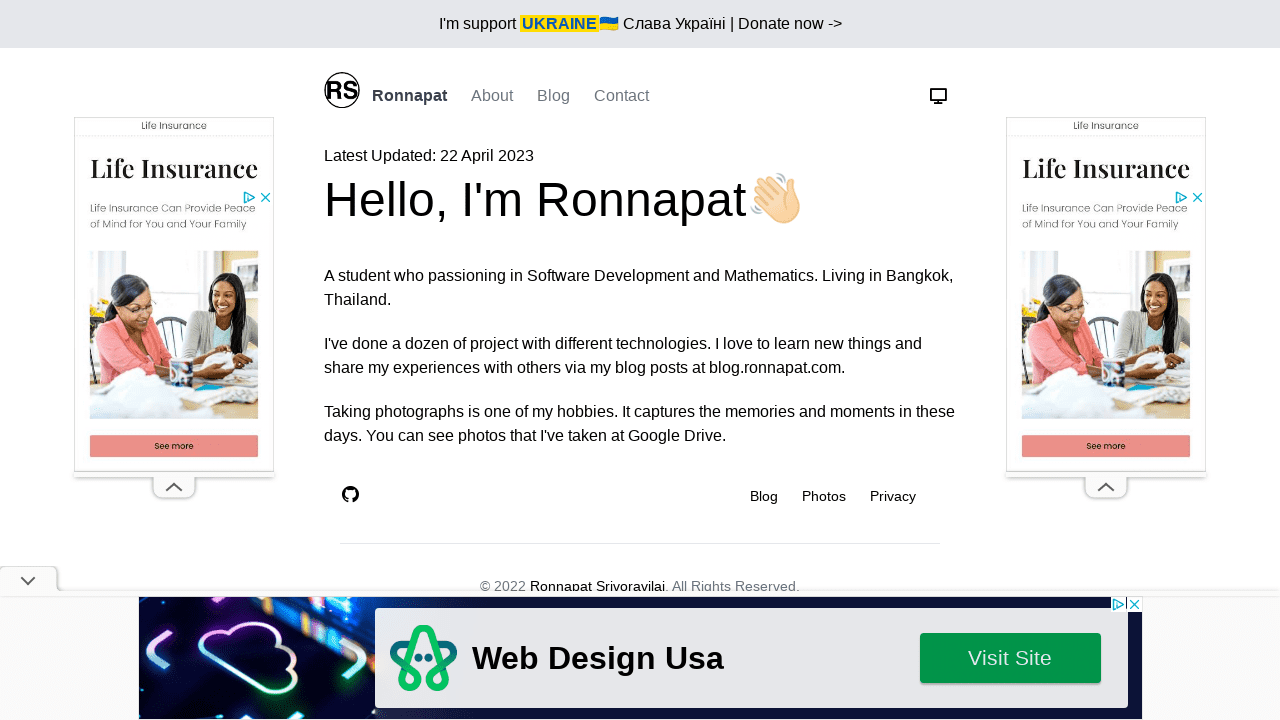 I'm support UKRAINE🇺🇦 Слава Україні | Donate now ->
RS Ronnapat About Blog Contact
Latest Updated: 22 April 2023
Hello, I'm Ronnapat👋🏻
A student who passioning in Software Development and Mathematics. Living in Bangkok,
Thailand.
I've done a dozen of project with different technologies. I love to learn new things and
share my experiences with others via my blog posts at blog.ronnapat.com.
Taking photographs is one of my hobbies. It captures the memories and moments in these
days. You can see photos that I've taken at Google Drive.
Blog Photos Privacy
© 2022 Ronnapat Srivoravilai. All Rights Reserved.
Life Insurance
Life Insurance
Life Insurance Can Provide Peace
of Mind for You and Your Family
See more
Life Insurance
Life Insurance
Life Insurance Can Provide Peace
of Mind for You and Your Family
See more
Web Design Usa
Visit Site